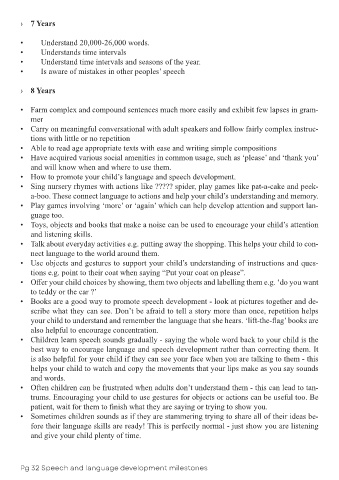 › 7 Years
• Understand 20,000-26,000 words.
• Understands time intervals
• Understand time intervals and seasons of the year.
• Is aware of mistakes in other peoples' speech
› 8 Years
• Farm complex and compound sentences much more easily and exhibit few lapses in gram-
mer
• Carry on meaningful conversational with adult speakers and follow fairly complex instruc-
tions with little or no repetition
• Able to read age appropriate texts with ease and writing simple compositions
• Have acquired various social amenities in common usage, such as 'please' and 'thank you'
and will know when and where to use them.
• How to promote your child's language and speech development.
• Sing nursery rhymes with actions like ????? spider, play games like pat-a-cake and peek-
a-boo. These connect language to actions and help your child's understanding and memory.
• Play games involving 'more' or 'again' which can help develop attention and support lan-
guage too.
• Toys, objects and books that make a noise can be used to encourage your child's attention
and listening skills.
• Talk about everyday activities e.g. putting away the shopping. This helps your child to con-
nect language to the world around them.
• Use objects and gestures to support your child's understanding of instructions and ques-
tions e.g. point to their coat when saying "Put your coat on please".
• Offer your child choices by showing, them two objects and labelling them e.g. 'do you want
to teddy or the car ?'
• Books are a good way to promote speech development - look at pictures together and de-
scribe what they can see. Don't be afraid to tell a story more than once, repetition helps
your child to understand and remember the language that she hears. 'lift-the-flag' books are
also helpful to encourage concentration.
• Children learn speech sounds gradually - saying the whole word back to your child is the
best way to encourage language and speech development rather than correcting them. It
is also helpful for your child if they can see your face when you are talking to them - this
helps your child to watch and copy the movements that your lips make as you say sounds
and words.
• Often children can be frustrated when adults don't understand them - this can lead to tan-
trums. Encouraging your child to use gestures for objects or actions can be useful too. Be
patient, wait for them to finish what they are saying or trying to show you.
• Sometimes children sounds as if they are stammering trying to share all of their ideas be-
fore their language skills are ready! This is perfectly normal - just show you are listening
and give your child plenty of time.
Pg 32 Speech and language development milestones